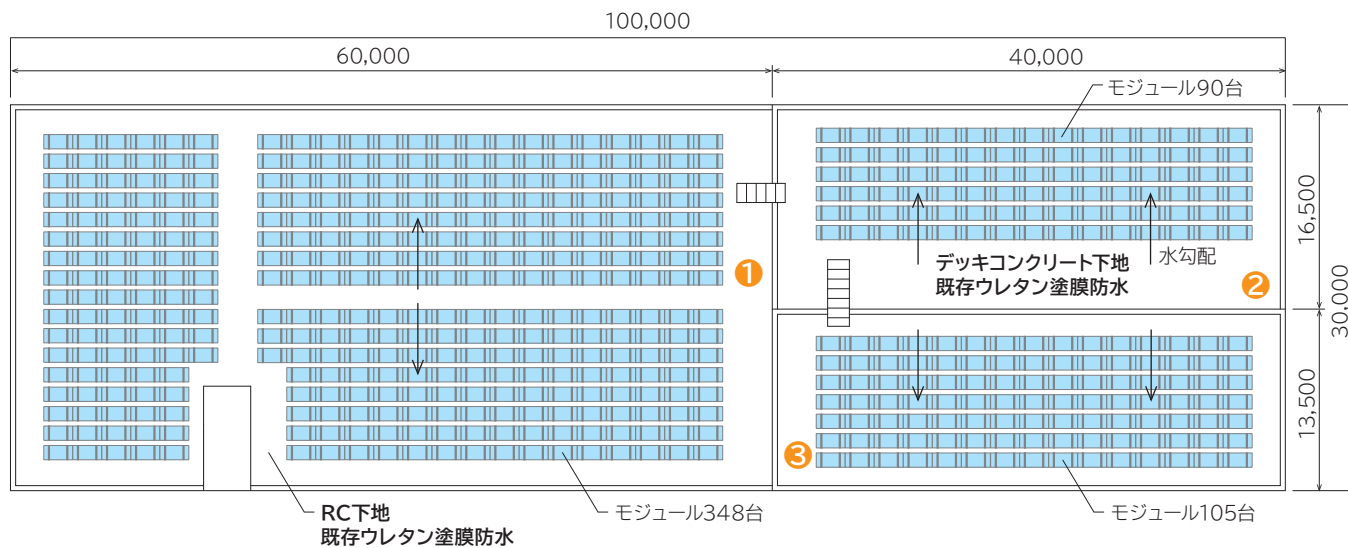 100,000
60,000
40,000
モジュール90台
16,500
❶
デッキコンクリート下地
既存ウレタン塗膜防水
水勾配
❷
30,000
13,500
❸
RC下地
既存ウレタン塗膜防水
モジュール348台
モジュール105台